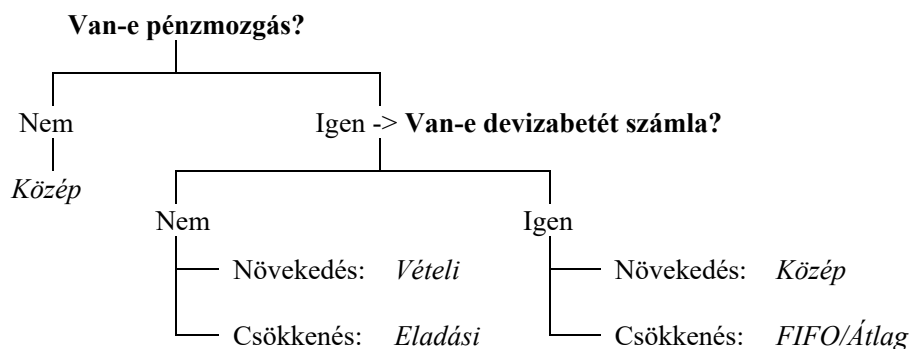 Van-e pénzmozgás?
Nem
Igen -> Van-e devizabetét számla?
Közép
Nem
Igen
Növekedés: Vételi
Növekedés: Közép
Csökkenés: Eladási
Csökkenés: FIFO/Átlag